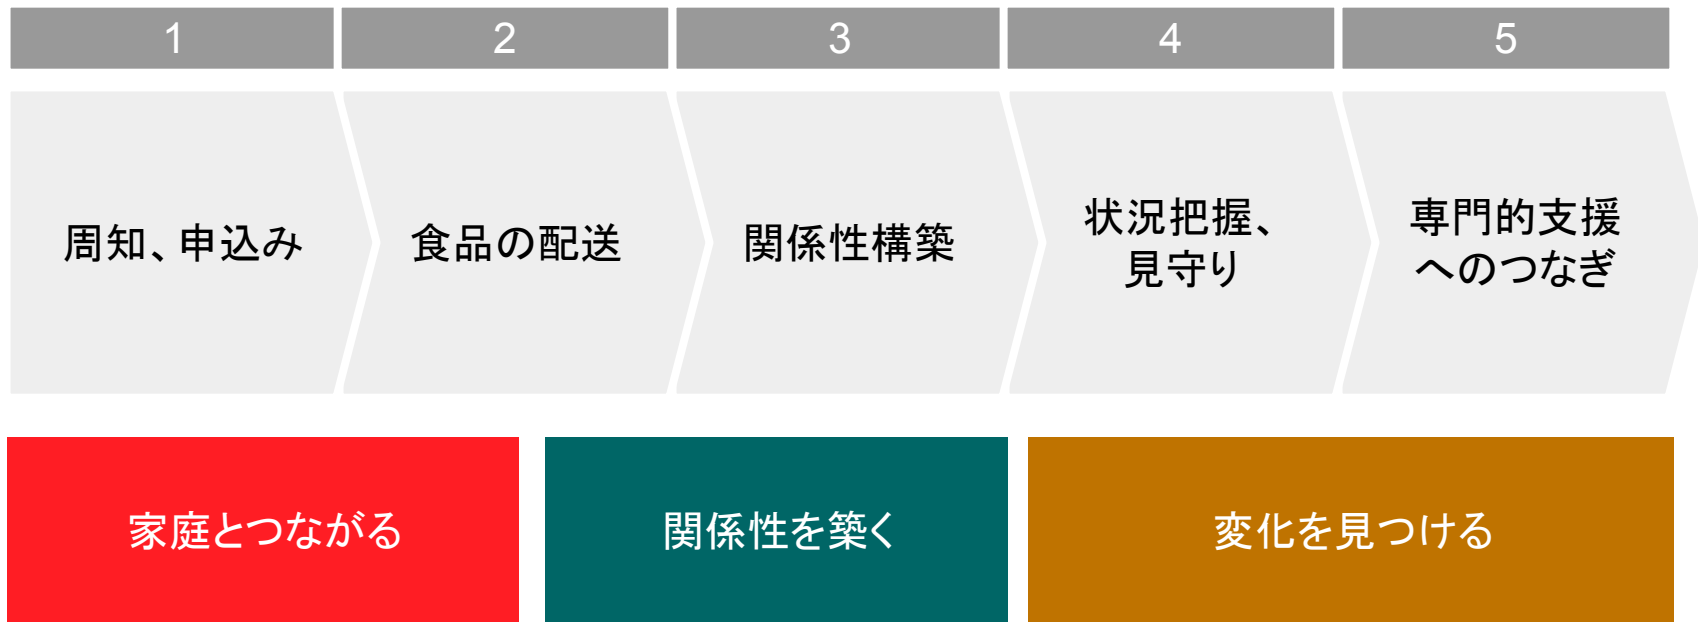 1
2
3
4
5
周知、申込み
食品の配送
関係性構築
状況把握、
見守り
専門的支援
へのつなぎ
家庭とつながる
関係性を築く
変化を見つける